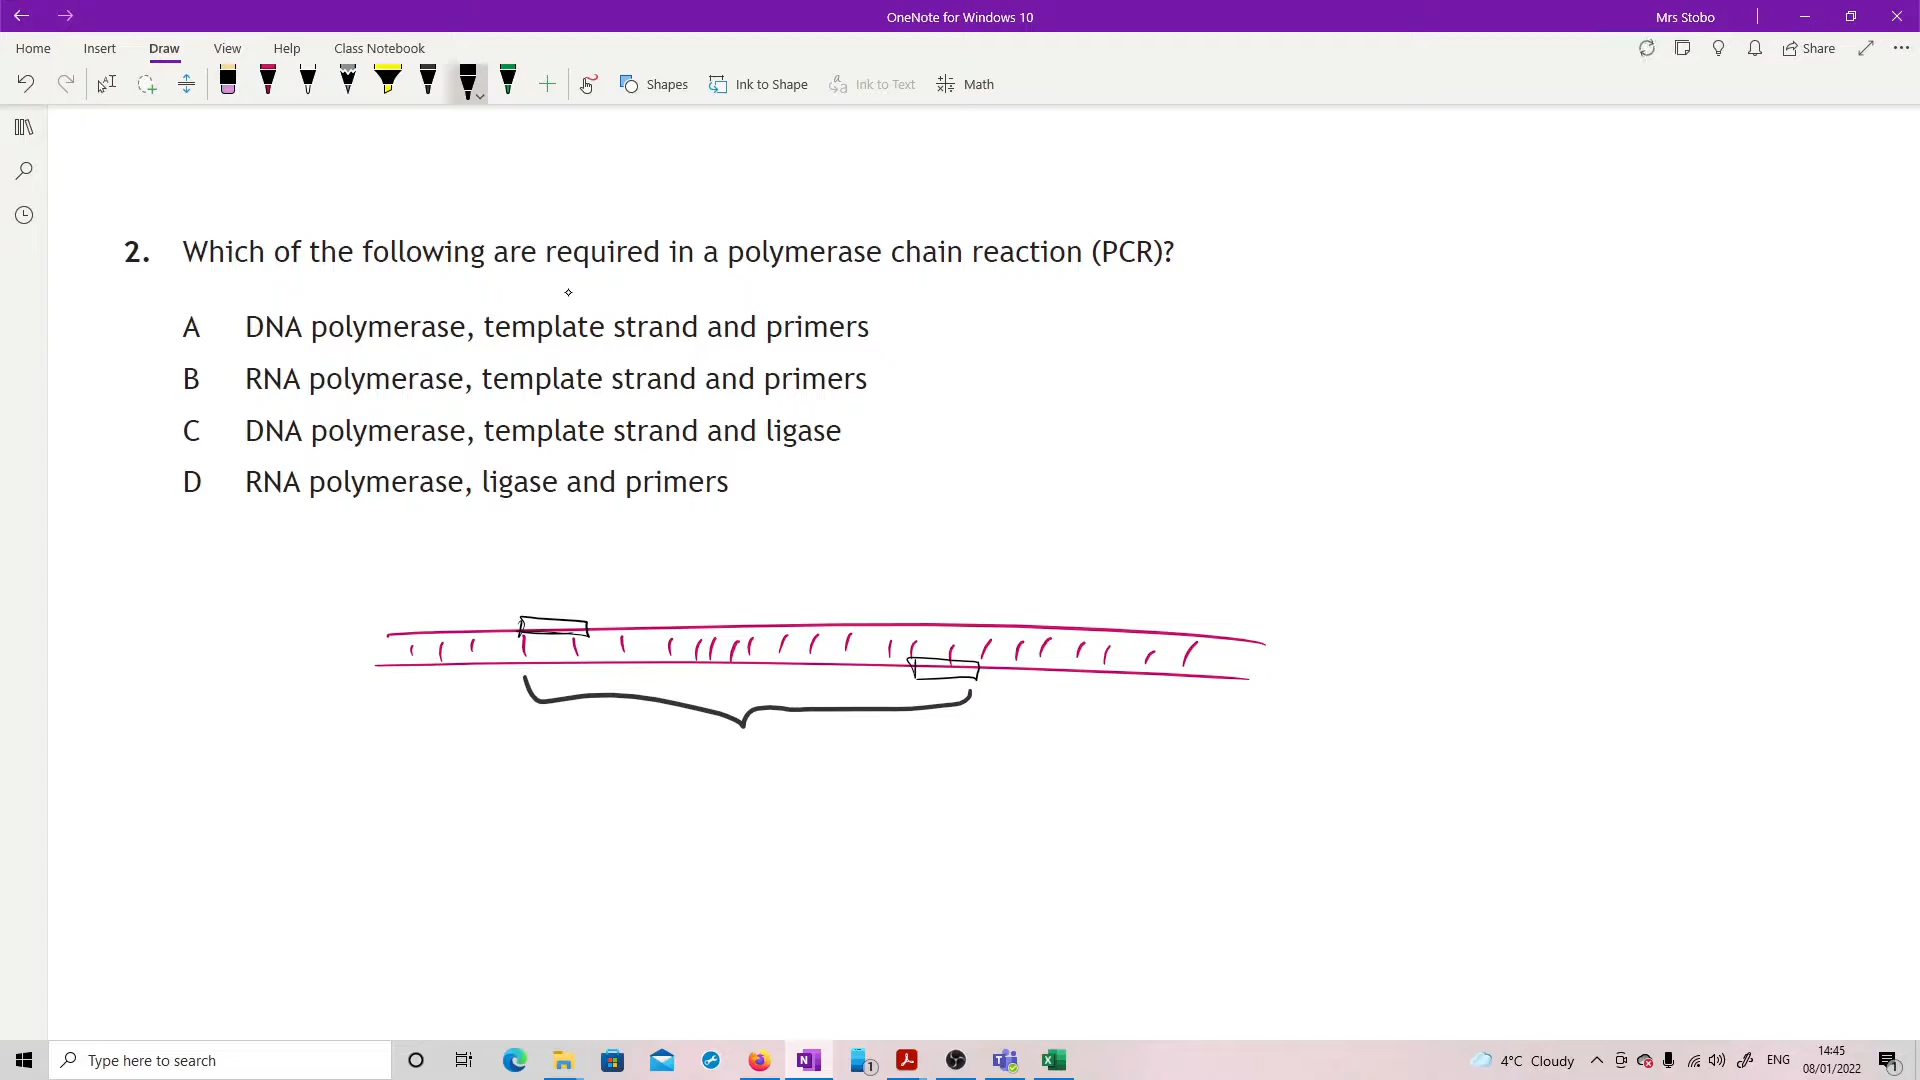 OneNote for Windows 10
Mrs Stobo
Home Insert Draw View Help Class Notebook
Share
Shapes Ink to Shape Ink to Text Math
2. Which of the following are required in a polymerase chain reaction (PCR)?
A DNA polymerase, template strand and primers
B RNA polymerase, template strand and primers
C DNA polymerase, template strand and ligase
D RNA polymerase, ligase and primers
Type here to search
4°C Cloudy
ENG
14:45
08/01/2022